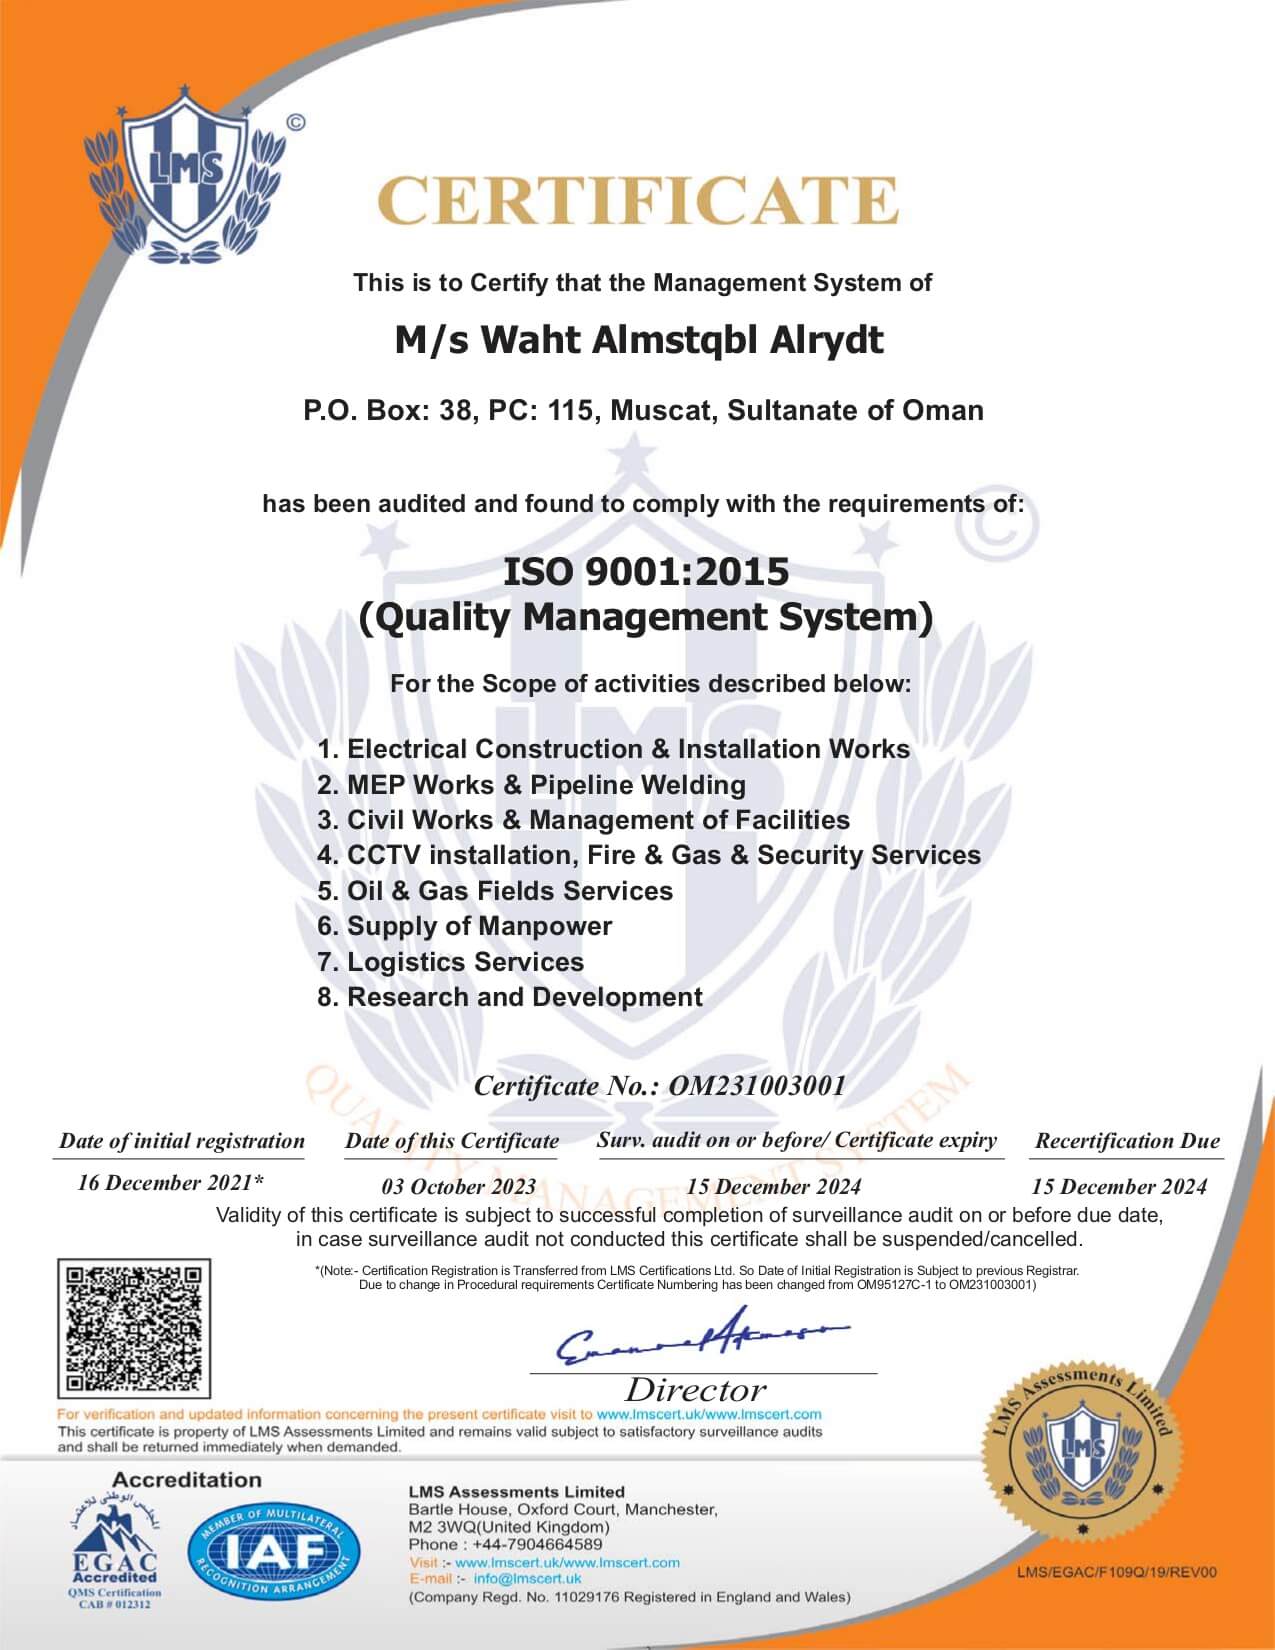 LMS
©
CERTIFICATE
This is to Certify that the Management System of
M/s Waht Almstqbl Alrydt
P.O. Box: 38, PC: 115, Muscat, Sultanate of Oman
has been audited and found to comply with the requirements of:
ISO 9001:2015
(Quality Management System)
For the Scope of activities described below:
1. Electrical Construction & Installation Works
2. MEP Works & Pipeline Welding
3. Civil Works & Management of Facilities
4. CCTV installation, Fire & Gas & Security Services
5. Oil & Gas Fields Services
6. Supply of Manpower
7. Logistics Services
8. Research and Development
LMS
©
QUALITY MANAGEMENT SYSTEM
Certificate No.: OM231003001
Date of initial registration Date of this Certificate Surv. audit on or before/ Certificate expiry Recertification Due
16 December 2021* 03 October 2023 15 December 2024 15 December 2024
Validity of this certificate is subject to successful completion of surveillance audit on or before due date,
in case surveillance audit not conducted this certificate shall be suspended/cancelled.
*(Note:- Certification Registration is Transferred from LMS Certifications Ltd. So Date of Initial Registration is Subject to previous Registrar.
Due to change in Procedural requirements Certificate Numbering has been changed from OM95127C-1 to OM231003001)
Director
For verification and updated information concerning the present certificate visit to www.lmscert.uk/www.lmscert.com
This certificate is property of LMS Assessments Limited and remains valid subject to satisfactory surveillance audits
and shall be returned immediately when demanded.
LMS Assessments Limited
LMS
Accreditation
المجلس الوطنى للاعتماد
EGAC
Accredited
QMS Certification
CAB # 012312
MEMBER OF MULTILATERAL
IAF
RECOGNITION ARRANGEMENT
LMS Assessments Limited
Bartle House, Oxford Court, Manchester,
M2 3WQ(United Kingdom)
Phone : +44-7904664589
Visit :- www.lmscert.uk/www.lmscert.com
E-mail :- info@lmscert.uk
(Company Regd. No. 11029176 Registered in England and Wales)
LMS/EGAC/F109Q/19/REV00